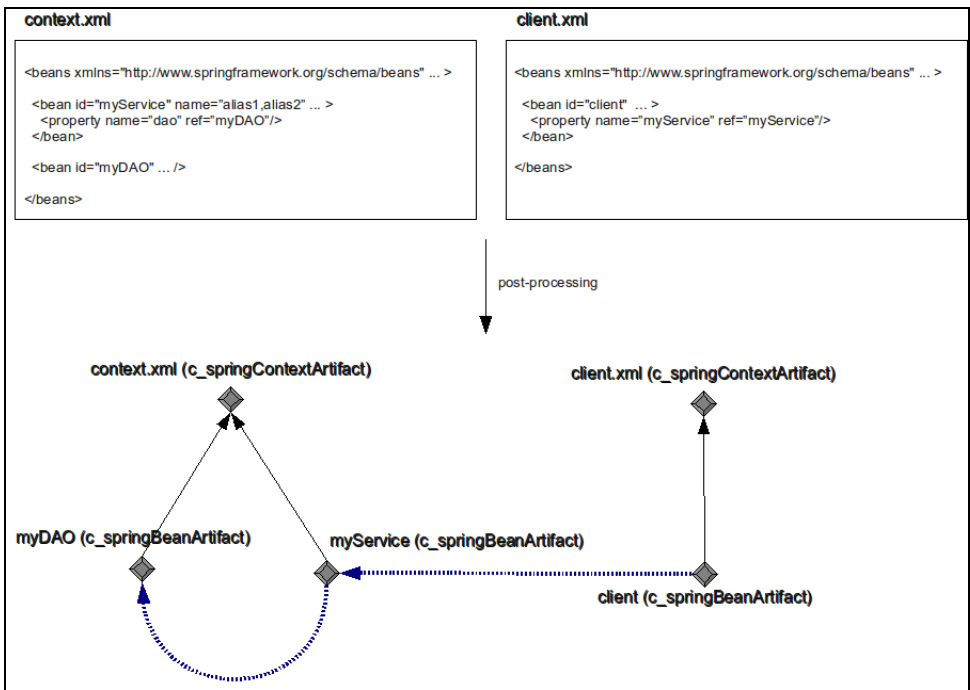 context.xml
<beans xmlns="http://www.springframework.org/schema/beans" ... >
<bean id="myService" name="alias1,alias2" ... >
<property name="dao" ref="myDAO"/>
</bean>
<bean id="myDAO" ... />
</beans>
client.xml
<beans xmlns="http://www.springframework.org/schema/beans" ... >
<bean id="client" ... >
<property name="myService" ref="myService"/>
</bean>
</beans>
post-processing
context.xml (c_springContextArtifact)
client.xml (c_springContextArtifact)
myDAO (c_springBeanArtifact)
myService (c_springBeanArtifact)
client (c_springBeanArtifact)